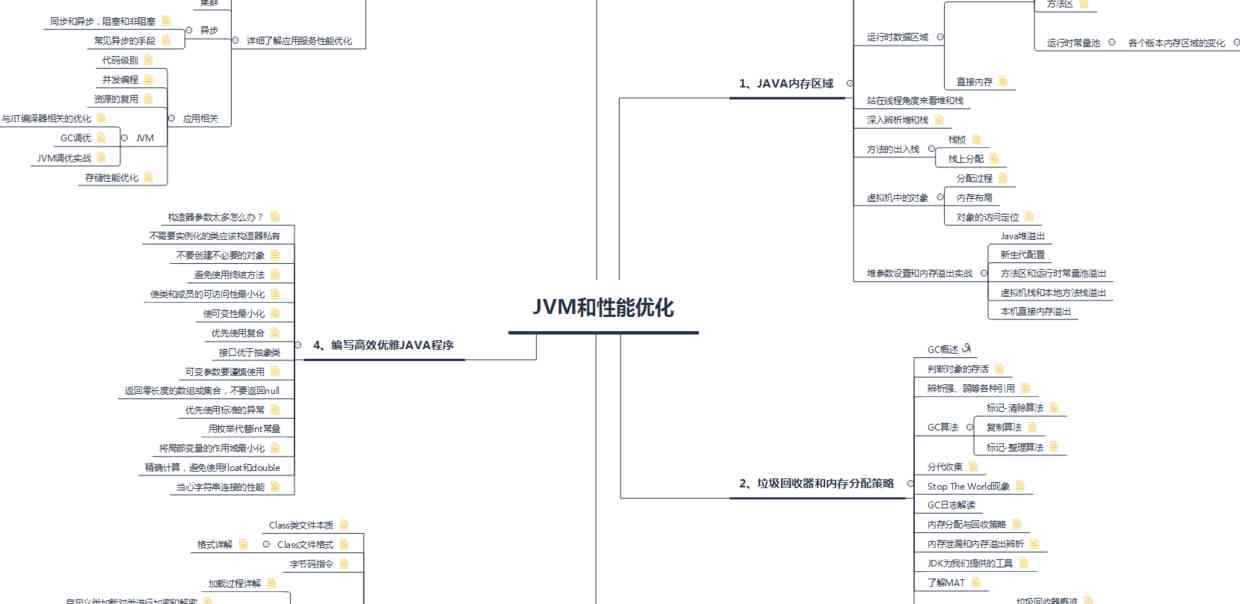 集群
同步和异步，阻塞和非阻塞
异步
常见异步的手段
详细了解应用服务性能优化
代码级别
并发编程
资源的复用
应用相关
与JIT编译器相关的优化
GC调优
JVM
JVM调优实战
存储性能优化
方法区
运行时数据区域
运行时常量池
各个版本内存区域的变化
直接内存
1、JAVA内存区域
站在线程角度来看堆和栈
深入辨析堆和栈
方法的出入栈
栈桢
栈上分配
虚拟机中的对象
分配过程
内存布局
对象的访问定位
堆参数设置和内存溢出实战
Java堆溢出
新生代配置
方法区和运行时常量池溢出
虚拟机栈和本地方法栈溢出
本机直接内存溢出
JVM和性能优化
构造器参数太多怎么办？
不需要实例化的类应该构造器私有
不要创建不必要的对象
避免使用终结方法
使类和成员的可访问性最小化
使可变性最小化
优先使用复合
接口优于抽象类
4、编写高效优雅JAVA程序
可变参数要谨慎使用
返回零长度的数组或集合，不要返回null
优先使用标准的异常
用枚举代替int常量
将局部变量的作用域最小化
精确计算，避免使用float和double
当心字符串连接的性能
GC概述
判断对象的存活
辨析强、弱等各种引用
GC算法
标记-清除算法
复制算法
标记-整理算法
分代收集
2、垃圾回收器和内存分配策略
Stop The World现象
GC日志解读
内存分配与回收策略
内存泄漏和内存溢出辨析
JDK为我们提供的工具
了解MAT
垃圾回收器概览
Class类文件本质
格式详解
Class文件格式
字节码指令
加载过程详解
自定义类加载对类进行加密和解密